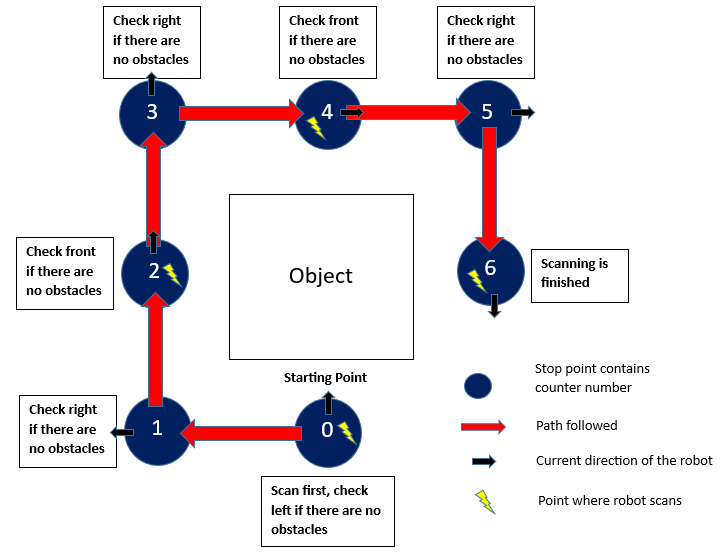 Check right
if there are
no obstacles
Check front
if there are
no obstacles
Check right
if there are
no obstacles
3
4
5
Check front
if there are
no obstacles
2
Object
6
Scanning is
finished
Starting Point
Check right
if there are
no obstacles
1
0
Scan first, check
left if there are no
obstacles
Stop point contains
counter number
Path followed
Current direction of the robot
Point where robot scans